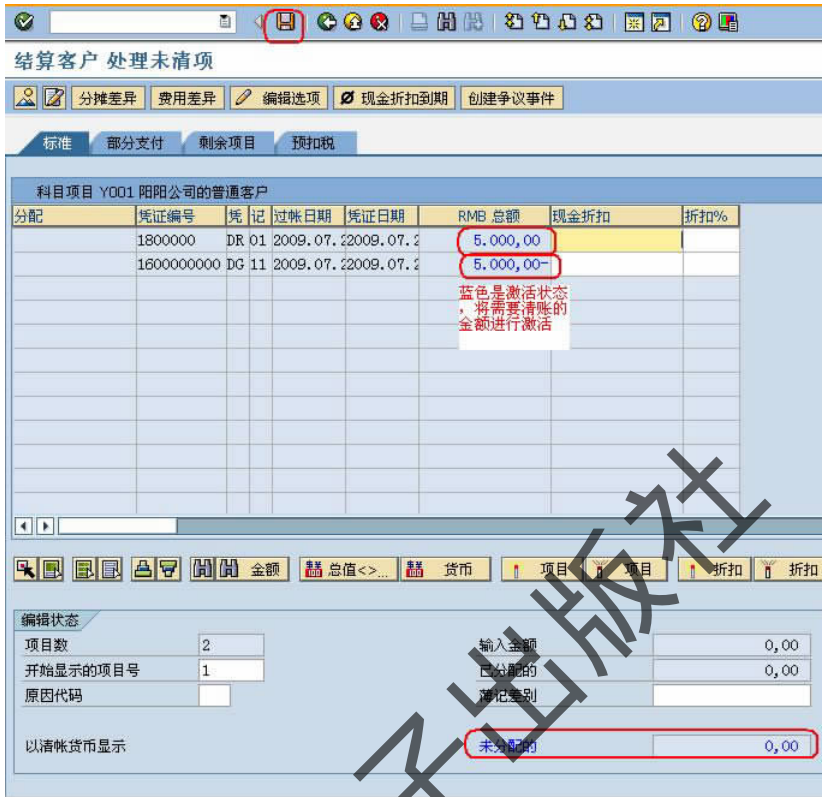 结算客户 处理未清项
分摊差异 费用差异 编辑选项 现金折扣到期 创建争议事件
标准 部分支付 剩余项目 预扣税
科目项目 Y001 阳阳公司的普通客户
分配 凭证编号 凭 记 过帐日期 凭证日期 RMB 总额 现金折扣 折扣%
1800000 DR 01 2009.07.2 2009.07.2 5.000,00
1600000000 DG 11 2009.07.2 2009.07.2 5.000,00-
蓝色是激活状态
，将需要清账的
金额进行激活
金额 总值<>... 货币 项目 项目 折扣 折扣
编辑状态
项目数 2 输入金额 0,00
开始显示的项目号 1 已分配的 0,00
原因代码 薄记差别
以清帐货币显示 未分配的 0,00
子出版社